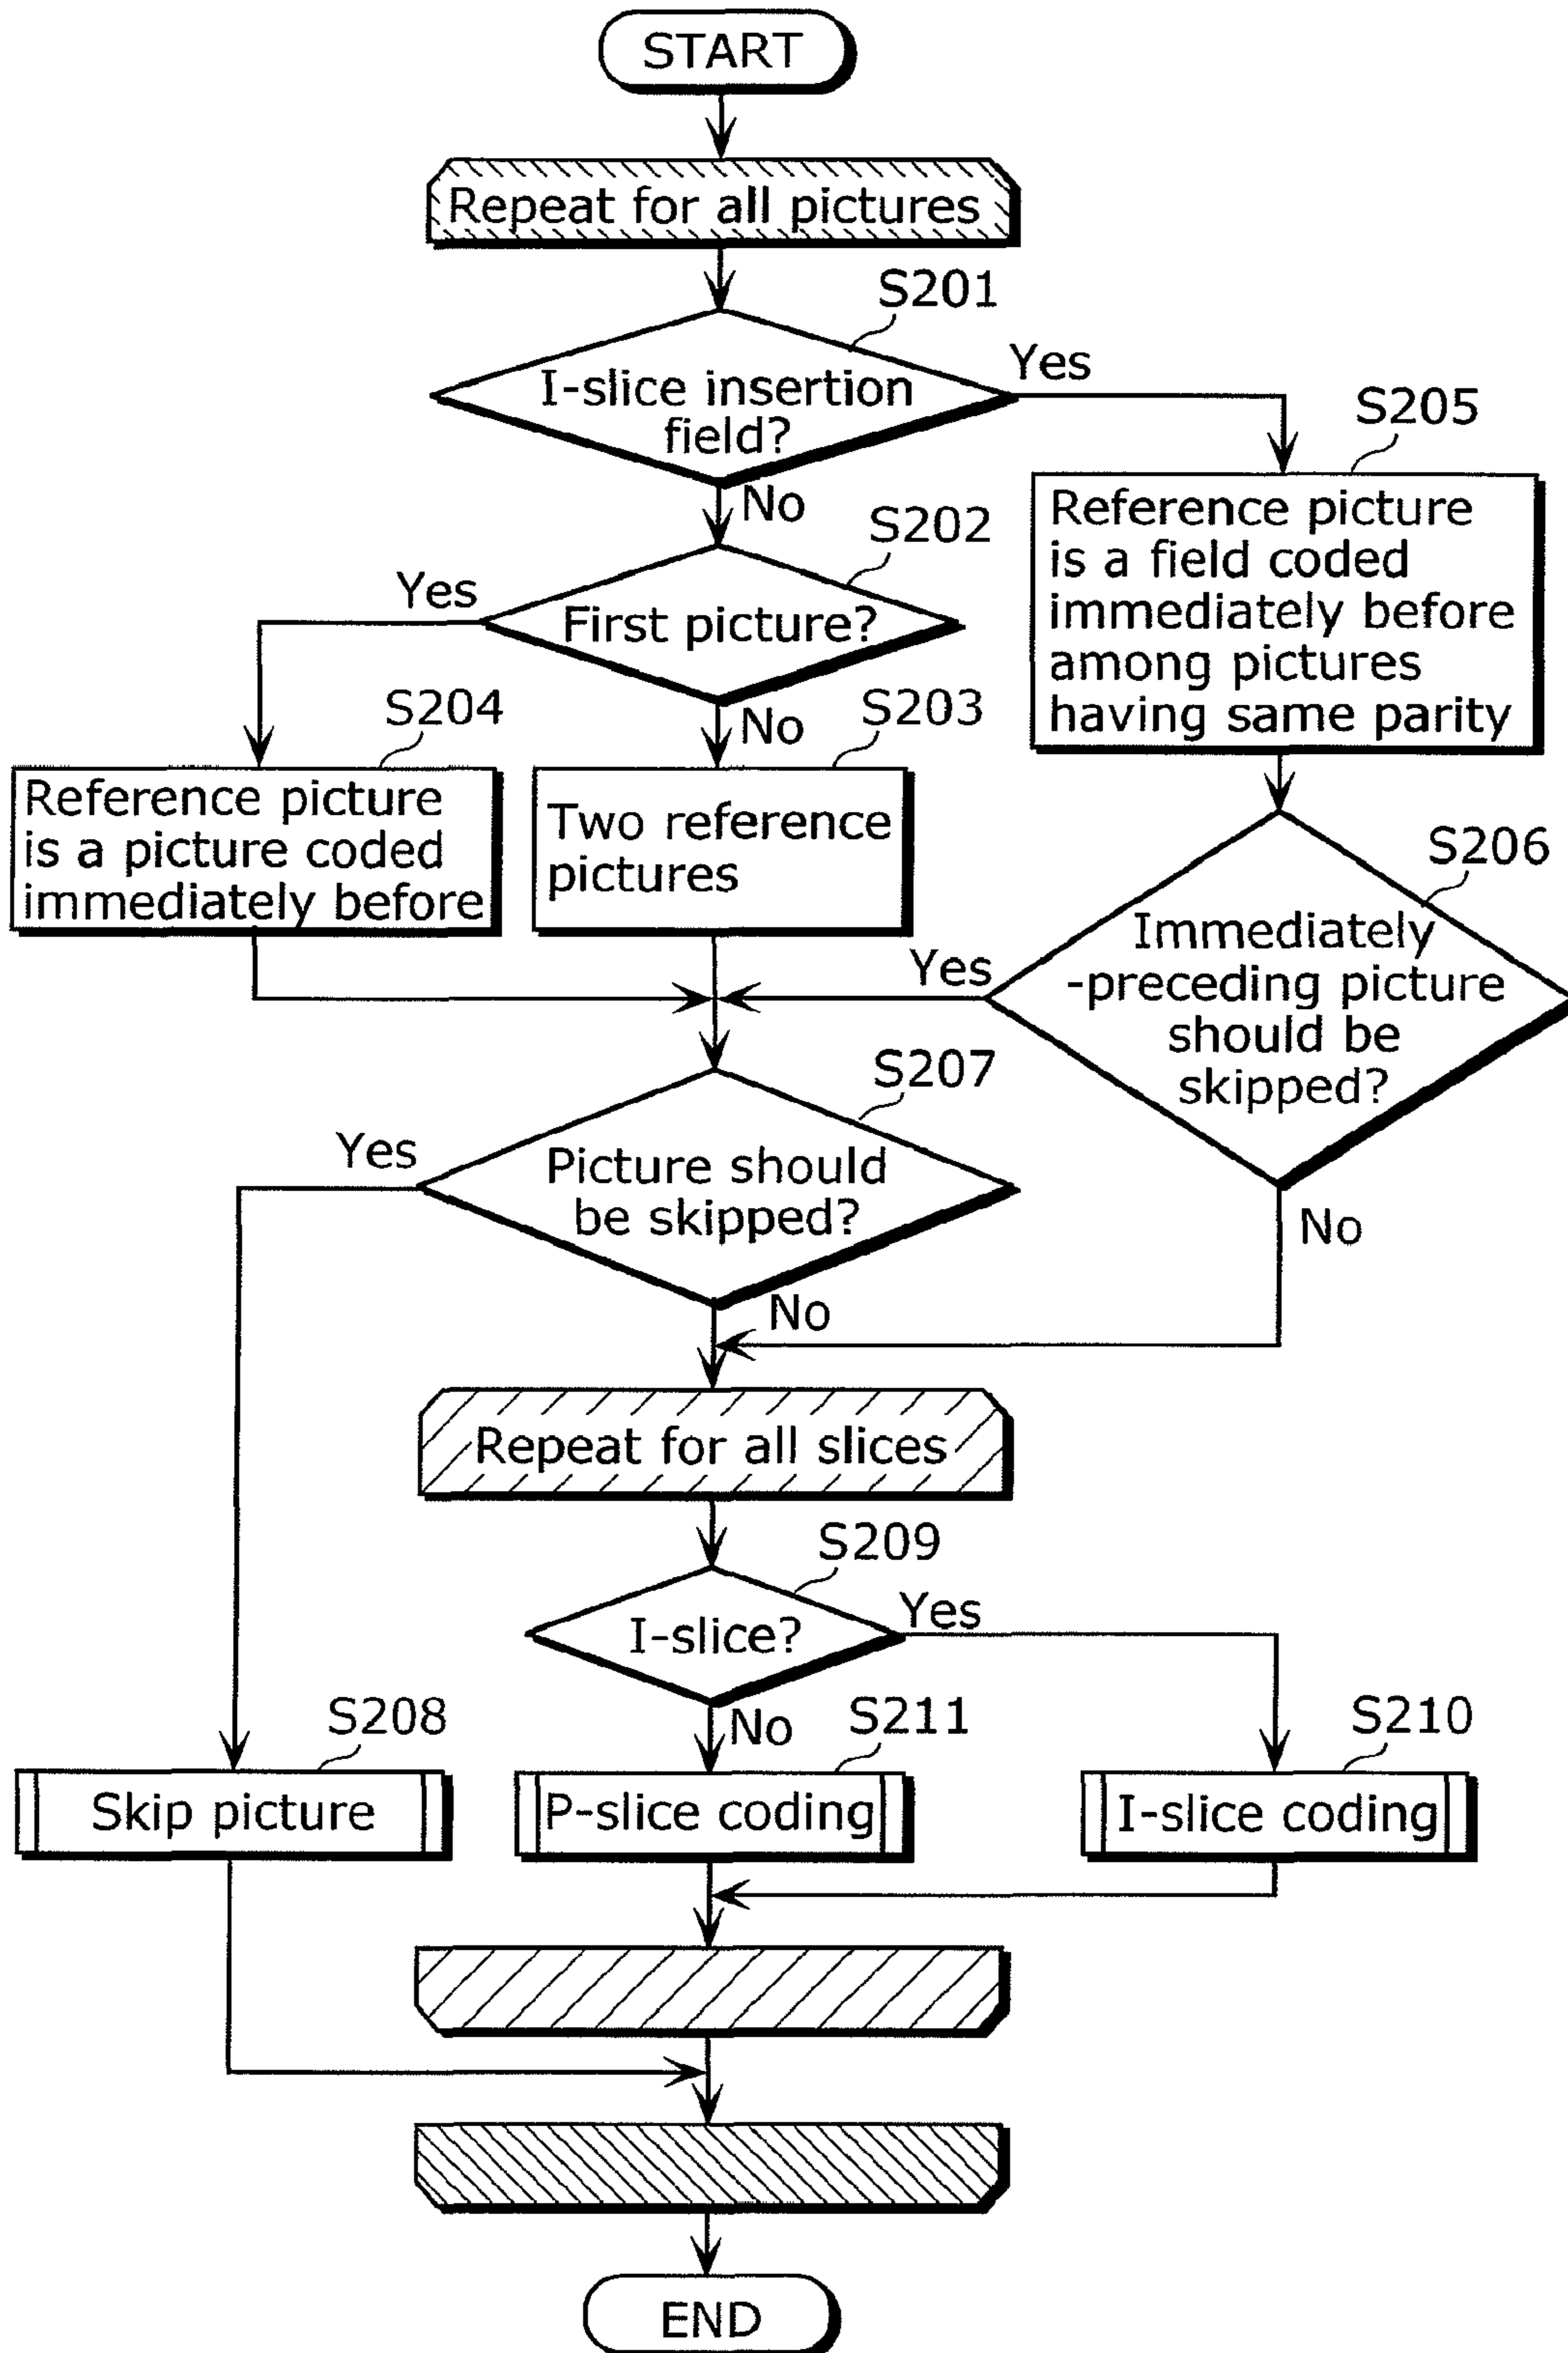 START
Repeat for all pictures
S201
I-slice insertion
field?
Yes
No
S205
Reference picture
is a field coded
immediately before
among pictures
having same parity
S202
First picture?
Yes
No
S204
Reference picture
is a picture coded
immediately before
S203
Two reference
pictures
S206
Immediately
-preceding picture
should be
skipped?
Yes
No
S207
Picture should
be skipped?
Yes
No
Repeat for all slices
S209
I-slice?
Yes
No
S208
Skip picture
S211
P-slice coding
S210
I-slice coding
END